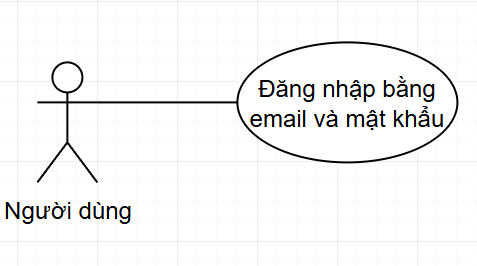 Đăng nhập bằng
email và mật khẩu
Người dùng